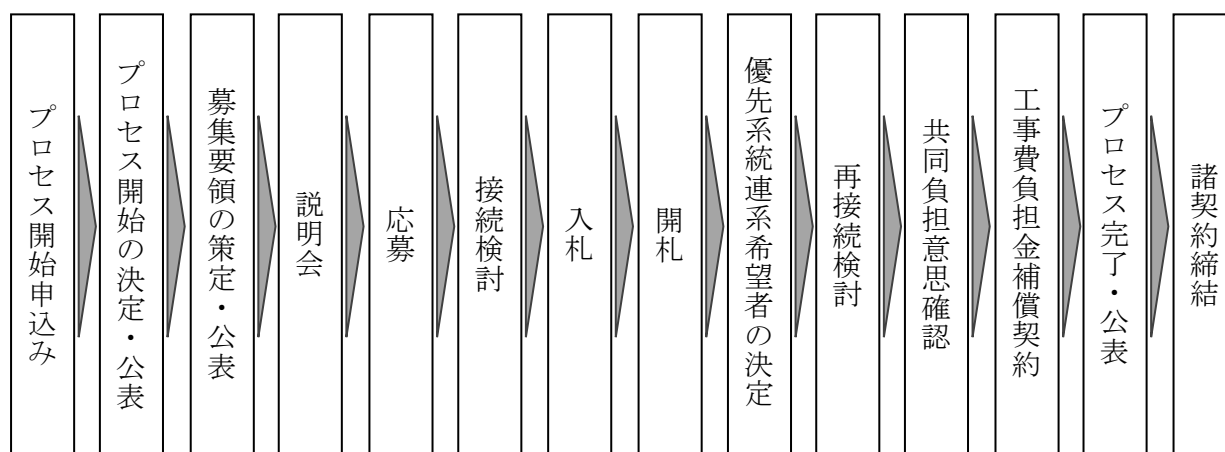 プロセス開始申込み
プロセス開始の決定・公表
募集要領の策定・公表
説明会
応募
接続検討
入札
開札
優先系統連系希望者の決定
再接続検討
共同負担意思確認
工事費負担金補償契約
プロセス完了・公表
諸契約締結